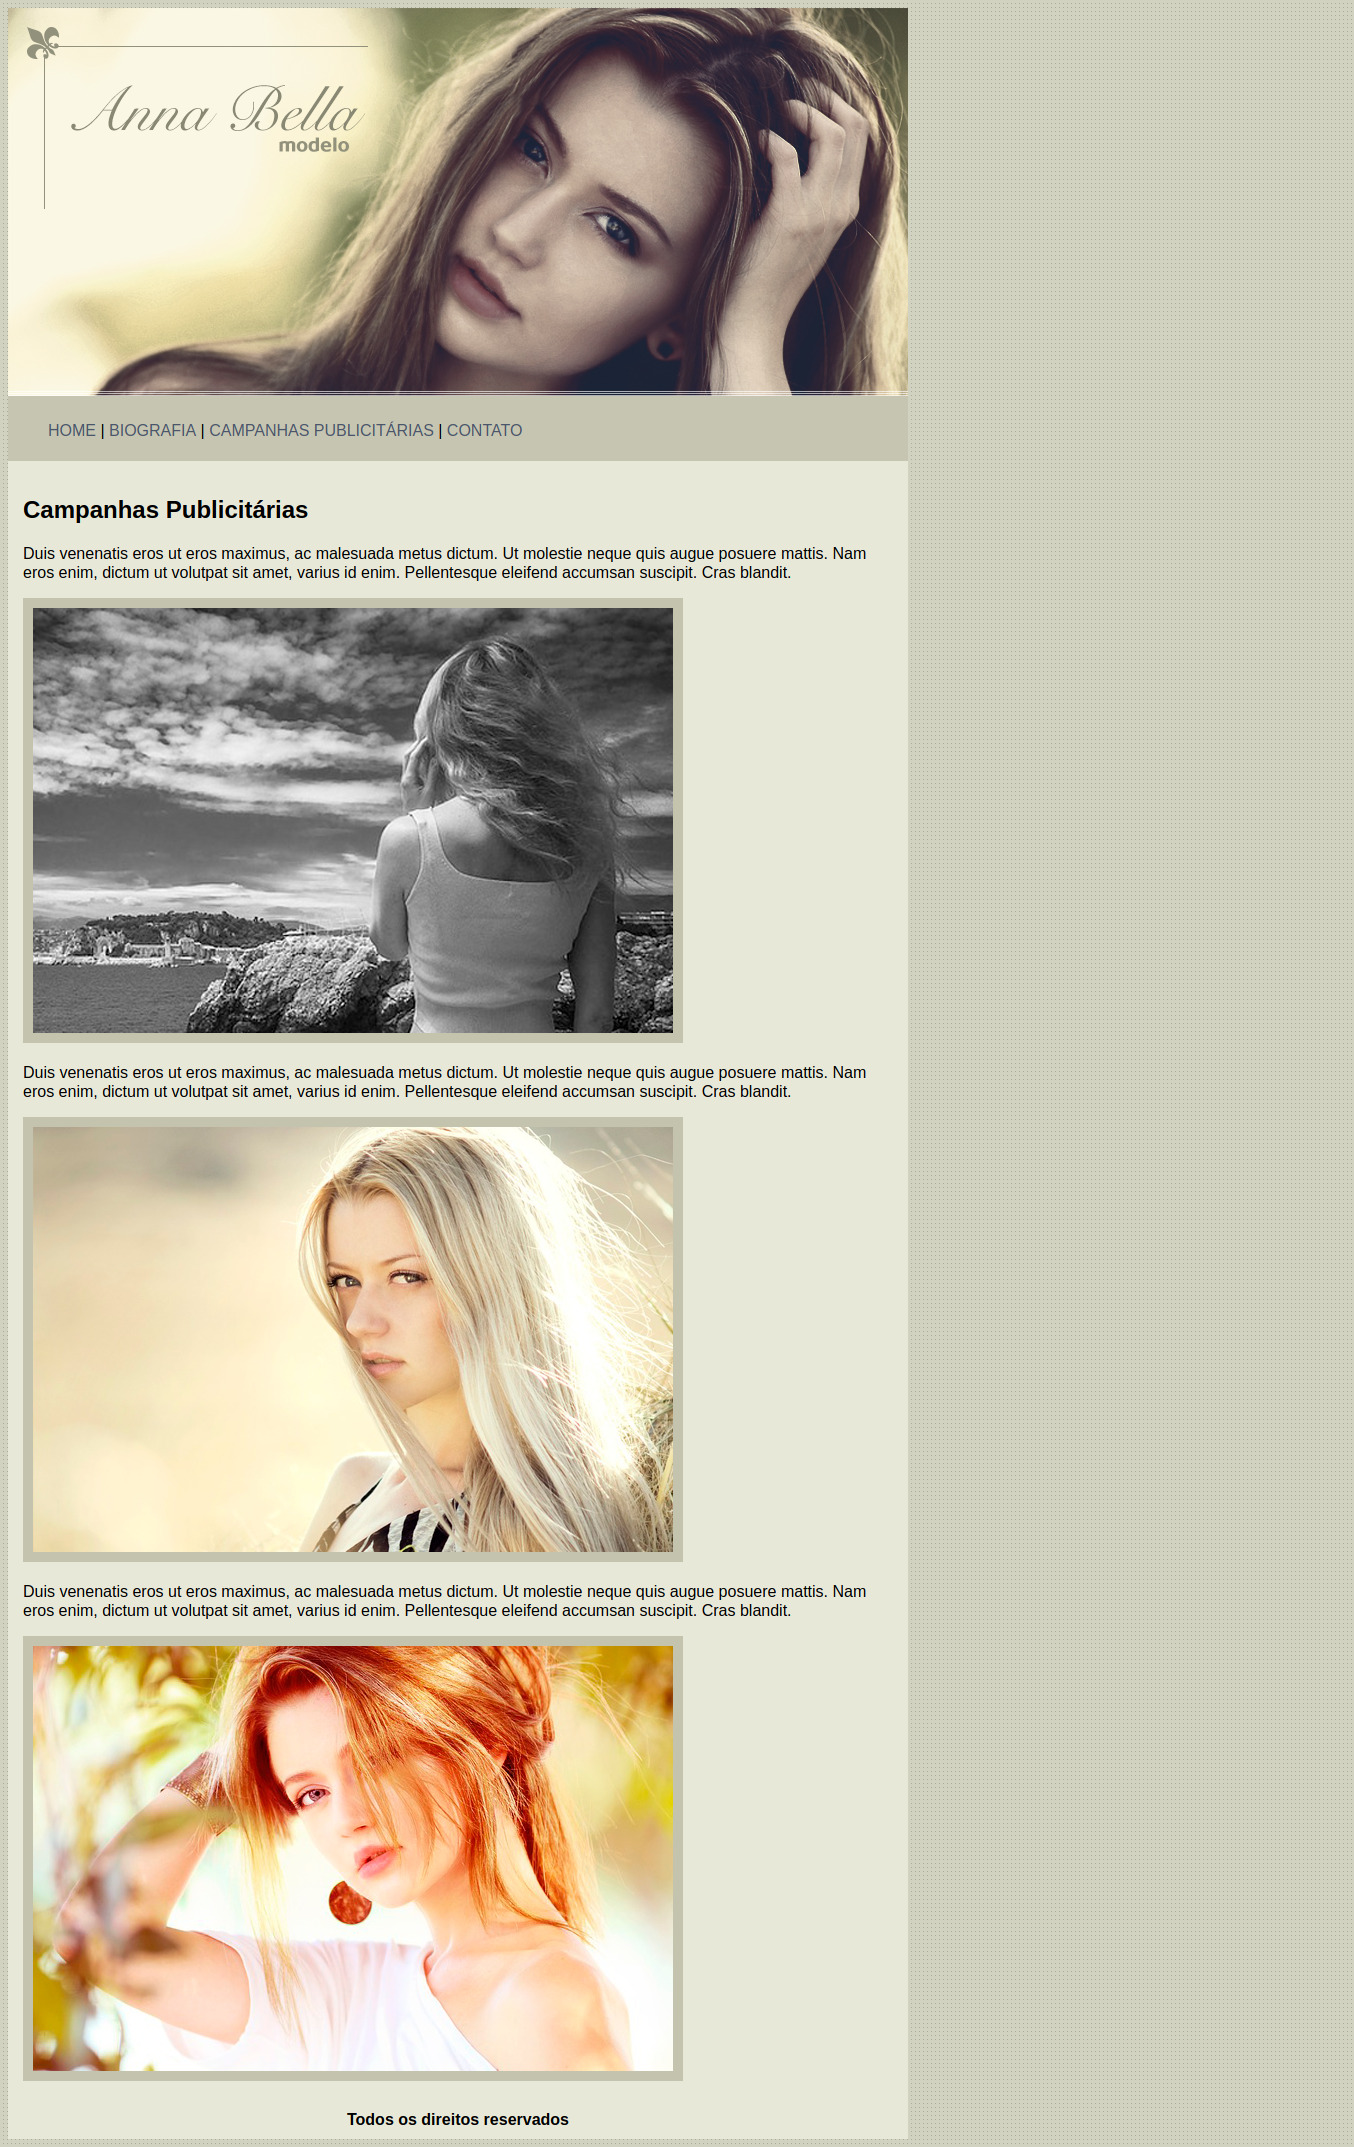 Anna Bella
modelo
HOME | BIOGRAFIA | CAMPANHAS PUBLICITÁRIAS | CONTATO
Campanhas Publicitárias
Duis venenatis eros ut eros maximus, ac malesuada metus dictum. Ut molestie neque quis augue posuere mattis. Nam
eros enim, dictum ut volutpat sit amet, varius id enim. Pellentesque eleifend accumsan suscipit. Cras blandit.
Duis venenatis eros ut eros maximus, ac malesuada metus dictum. Ut molestie neque quis augue posuere mattis. Nam
eros enim, dictum ut volutpat sit amet, varius id enim. Pellentesque eleifend accumsan suscipit. Cras blandit.
Duis venenatis eros ut eros maximus, ac malesuada metus dictum. Ut molestie neque quis augue posuere mattis. Nam
eros enim, dictum ut volutpat sit amet, varius id enim. Pellentesque eleifend accumsan suscipit. Cras blandit.
Todos os direitos reservados